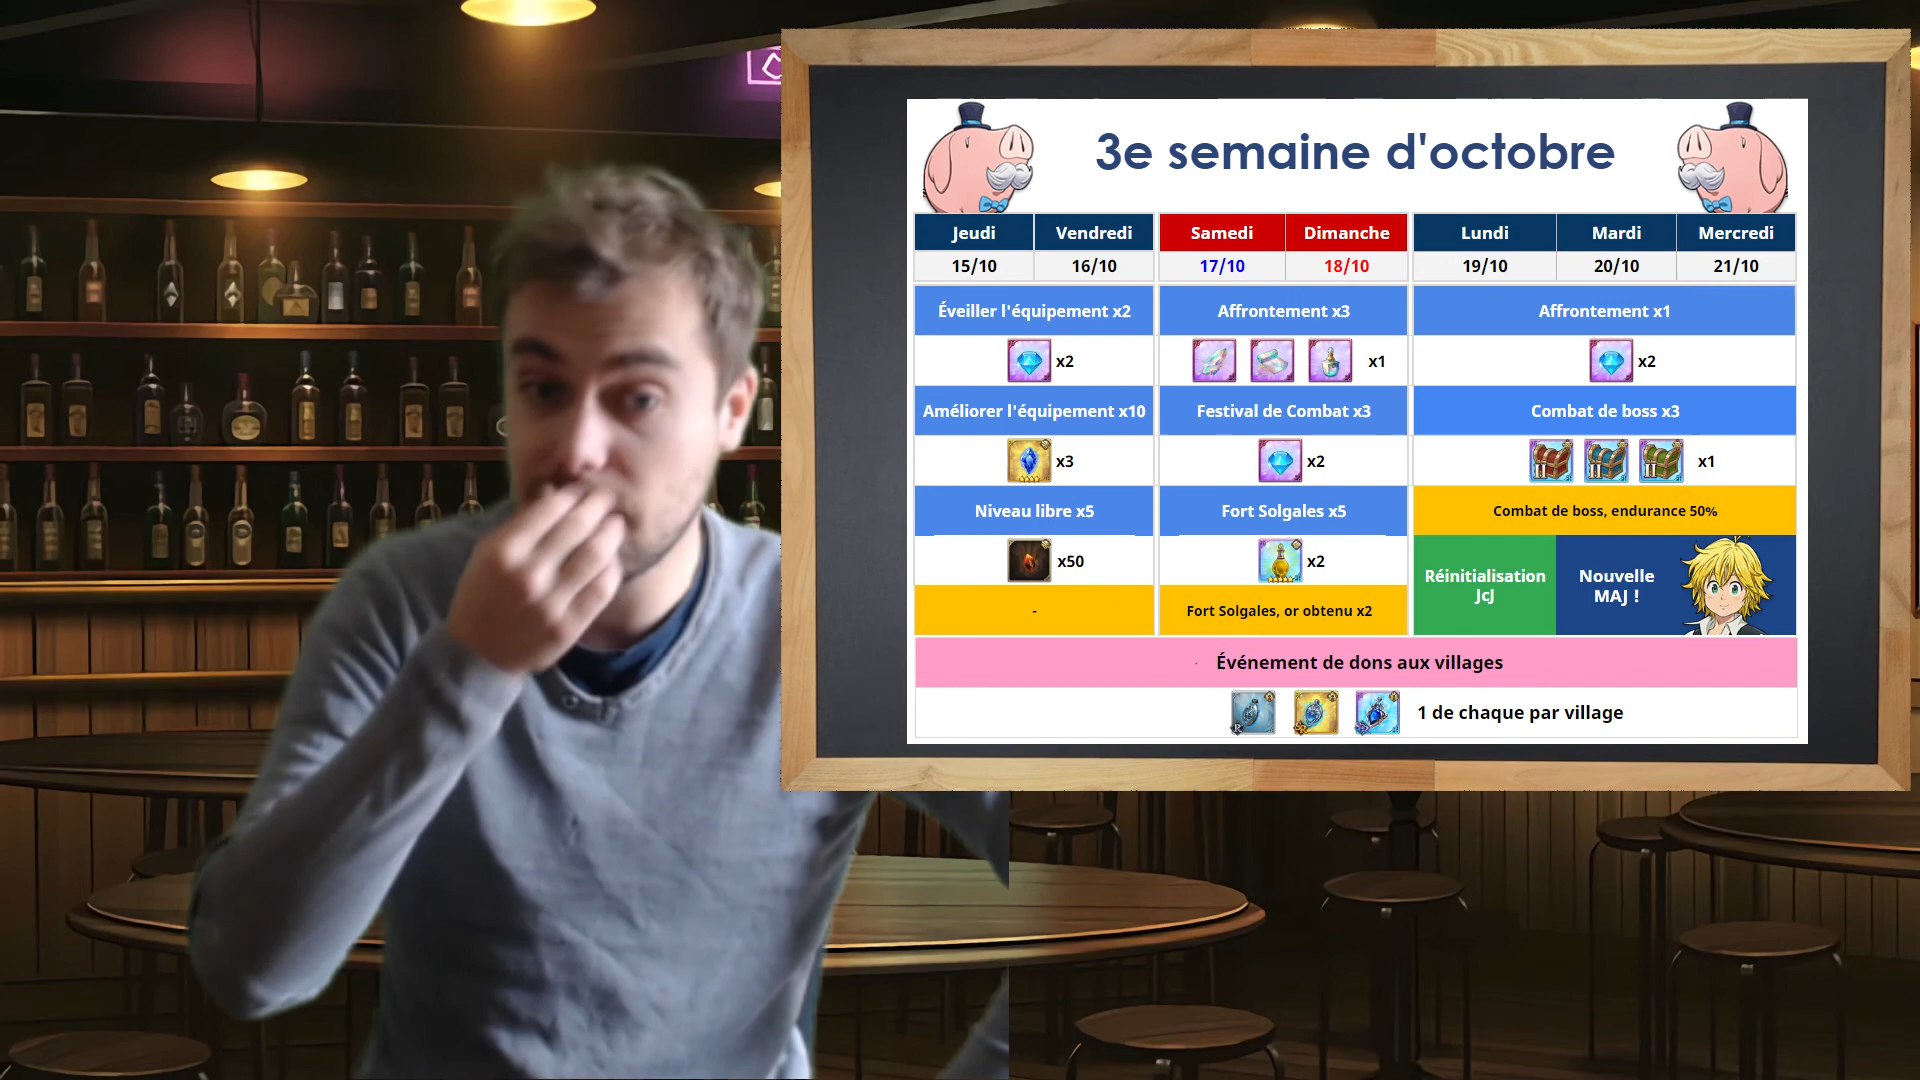 3e semaine d'octobre
Jeudi Vendredi Samedi Dimanche Lundi Mardi Mercredi
15/10 16/10 17/10 18/10 19/10 20/10 21/10
Éveiller l'équipement x2 Affrontement x3 Affrontement x1
x2 x1 x2
Améliorer l'équipement x10 Festival de Combat x3 Combat de boss x3
x3 x2 x1
Niveau libre x5 Fort Solgales x5 Combat de boss, endurance 50%
x50 x2
Réinitialisation
JcJ
Nouvelle
MAJ !
- Fort Solgales, or obtenu x2
Événement de dons aux villages
1 de chaque par village